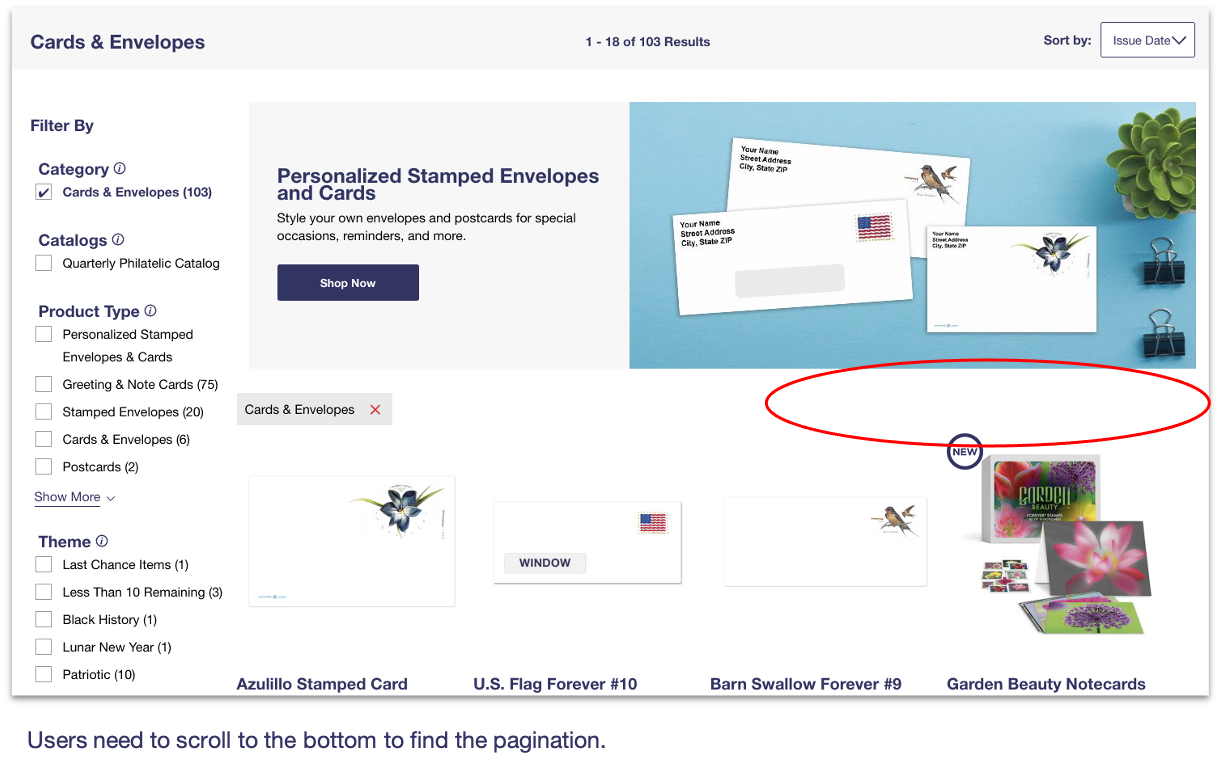 Cards & Envelopes
1 - 18 of 103 Results
Sort by:
Issue Date
Filter By
Category
Cards & Envelopes (103)
Catalogs
Quarterly Philatelic Catalog
Product Type
Personalized Stamped
Envelopes & Cards
Greeting & Note Cards (75)
Stamped Envelopes (20)
Cards & Envelopes (6)
Postcards (2)
Show More
Theme
Last Chance Items (1)
Less Than 10 Remaining (3)
Black History (1)
Lunar New Year (1)
Patriotic (10)
Personalized Stamped Envelopes
and Cards
Style your own envelopes and postcards for special
occasions, reminders, and more.
Shop Now
Your Name
Street Address
City, State ZIP
Your Name
Street Address
City, State ZIP
Your Name
Street Address
City, State ZIP
Cards & Envelopes
WINDOW
NEW
GARDEN
BEAUTY
FOREVER® STAMPS
Azulillo Stamped Card
U.S. Flag Forever #10
Barn Swallow Forever #9
Garden Beauty Notecards
Users need to scroll to the bottom to find the pagination.